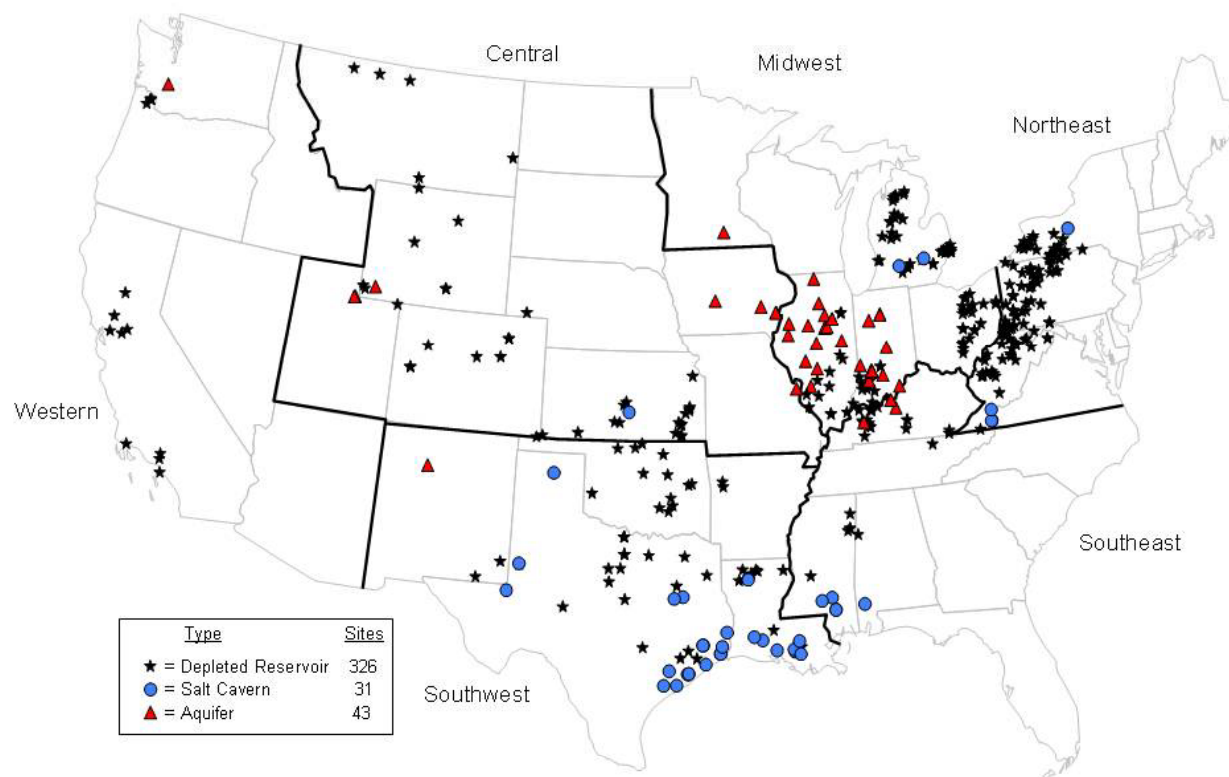 Central
Midwest
Northeast
Western
Southeast
Southwest
Type Sites
= Depleted Reservoir 326
= Salt Cavern 31
= Aquifer 43